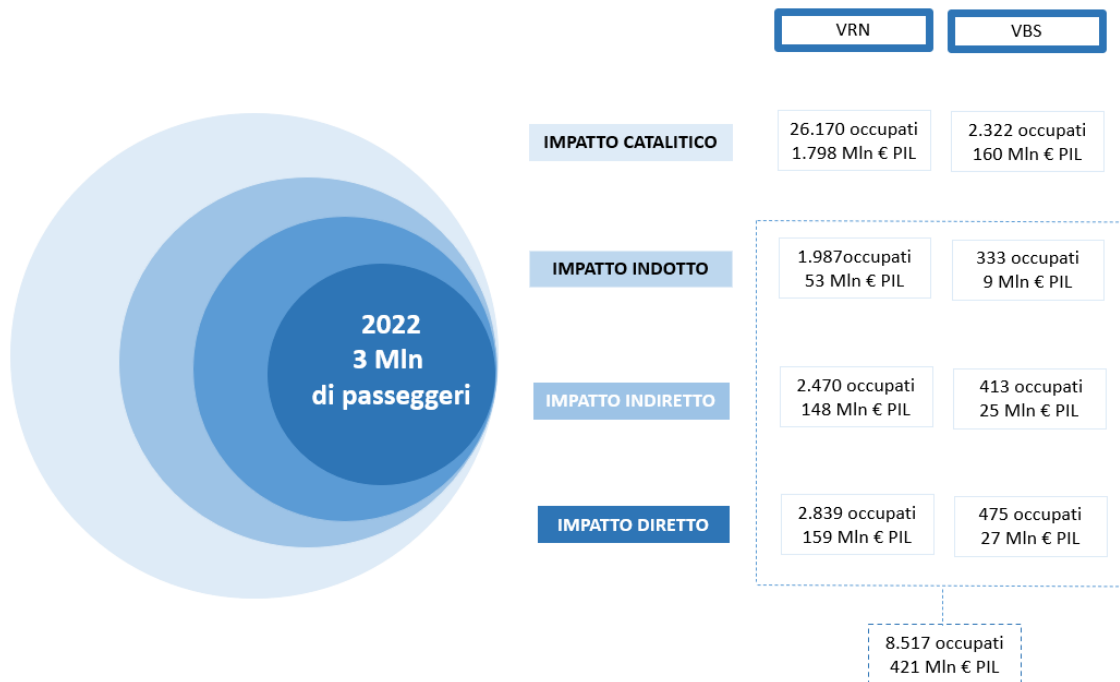 VRN
VBS
IMPATTO CATALITICO
26.170 occupati
1.798 Mln € PIL
2.322 occupati
160 Mln € PIL
IMPATTO INDOTTO
1.987occupati
53 Mln € PIL
333 occupati
9 Mln € PIL
2022
3 Mln
di passeggeri
IMPATTO INDIRETTO
2.470 occupati
148 Mln € PIL
413 occupati
25 Mln € PIL
IMPATTO DIRETTO
2.839 occupati
159 Mln € PIL
475 occupati
27 Mln € PIL
8.517 occupati
421 Mln € PIL